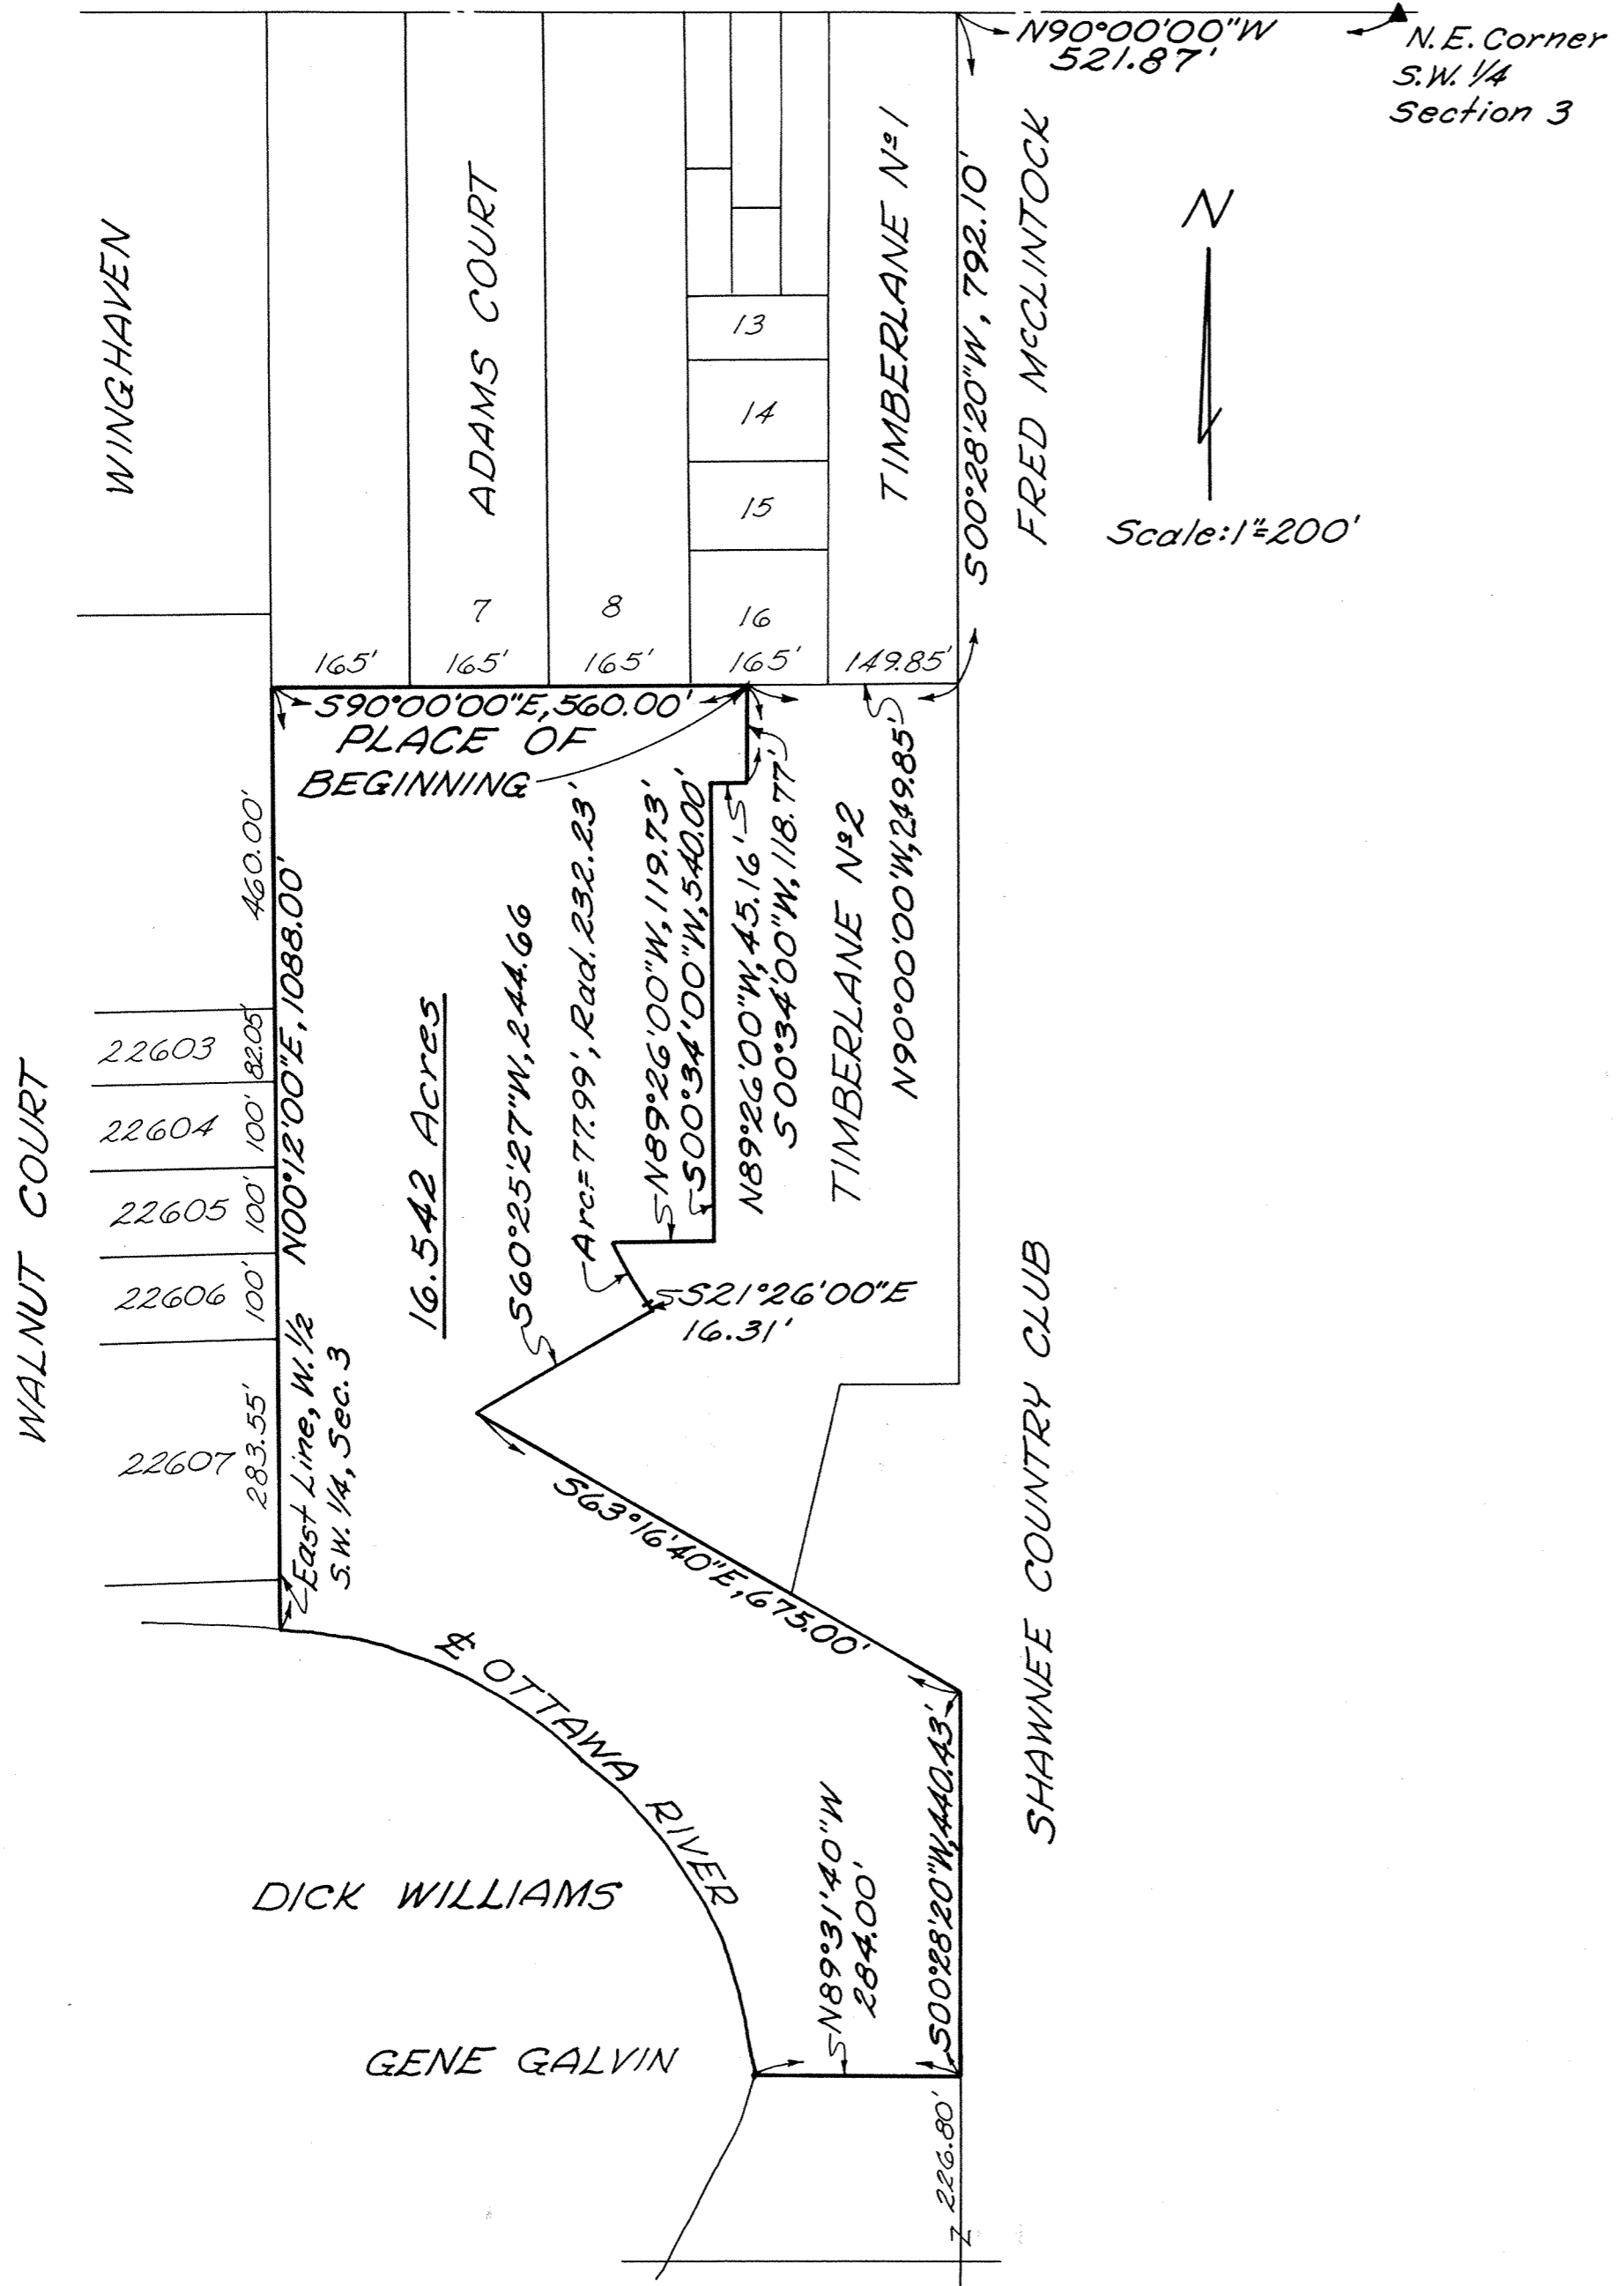 N90°00'00"W
521.87'
N.E. Corner
S.W. 1/4
Section 3
WINGHAVEN
ADAMS COURT
TIMBERLANE Nº1
S00°28'20"W, 792.10'
FRED McCLINTOCK
N
Scale: 1"=200'
13
14
15
16
7
8
165'
165'
165'
165'
149.85'
S90°00'00"E, 560.00'
PLACE OF
BEGINNING
460.00'
N00°12'00"E, 1088.00'
16.542 Acres
S60°25'27"W, 244.66
Arc=77.99', Rad. 232.23'
N89°26'00"W, 119.73'
S00°34'00"W, 540.00'
N89°26'00"W, 45.16'
S00°34'00"W, 118.77'
TIMBERLANE Nº2
N90°00'00"W, 249.85'
WALNUT COURT
22603
82.05'
22604
100'
22605
100'
22606
100'
22607
283.55'
East Line, W. 1/2
S.W. 1/4, Sec. 3
S21°26'00"E
16.31'
S63°16'40"E, 675.00'
SHAWNEE COUNTRY CLUB
OTTAWA RIVER
DICK WILLIAMS
GENE GALVIN
N89°31'40"W
284.00'
S00°28'20"W, 440.43'
226.80'